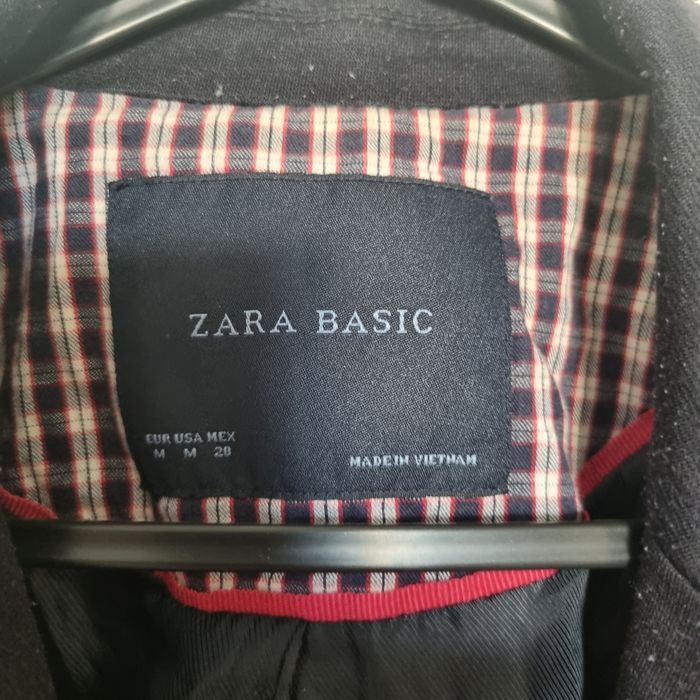 ZARA BASIC
EUR USA MEX
M M 28
MADE IN VIETNAM